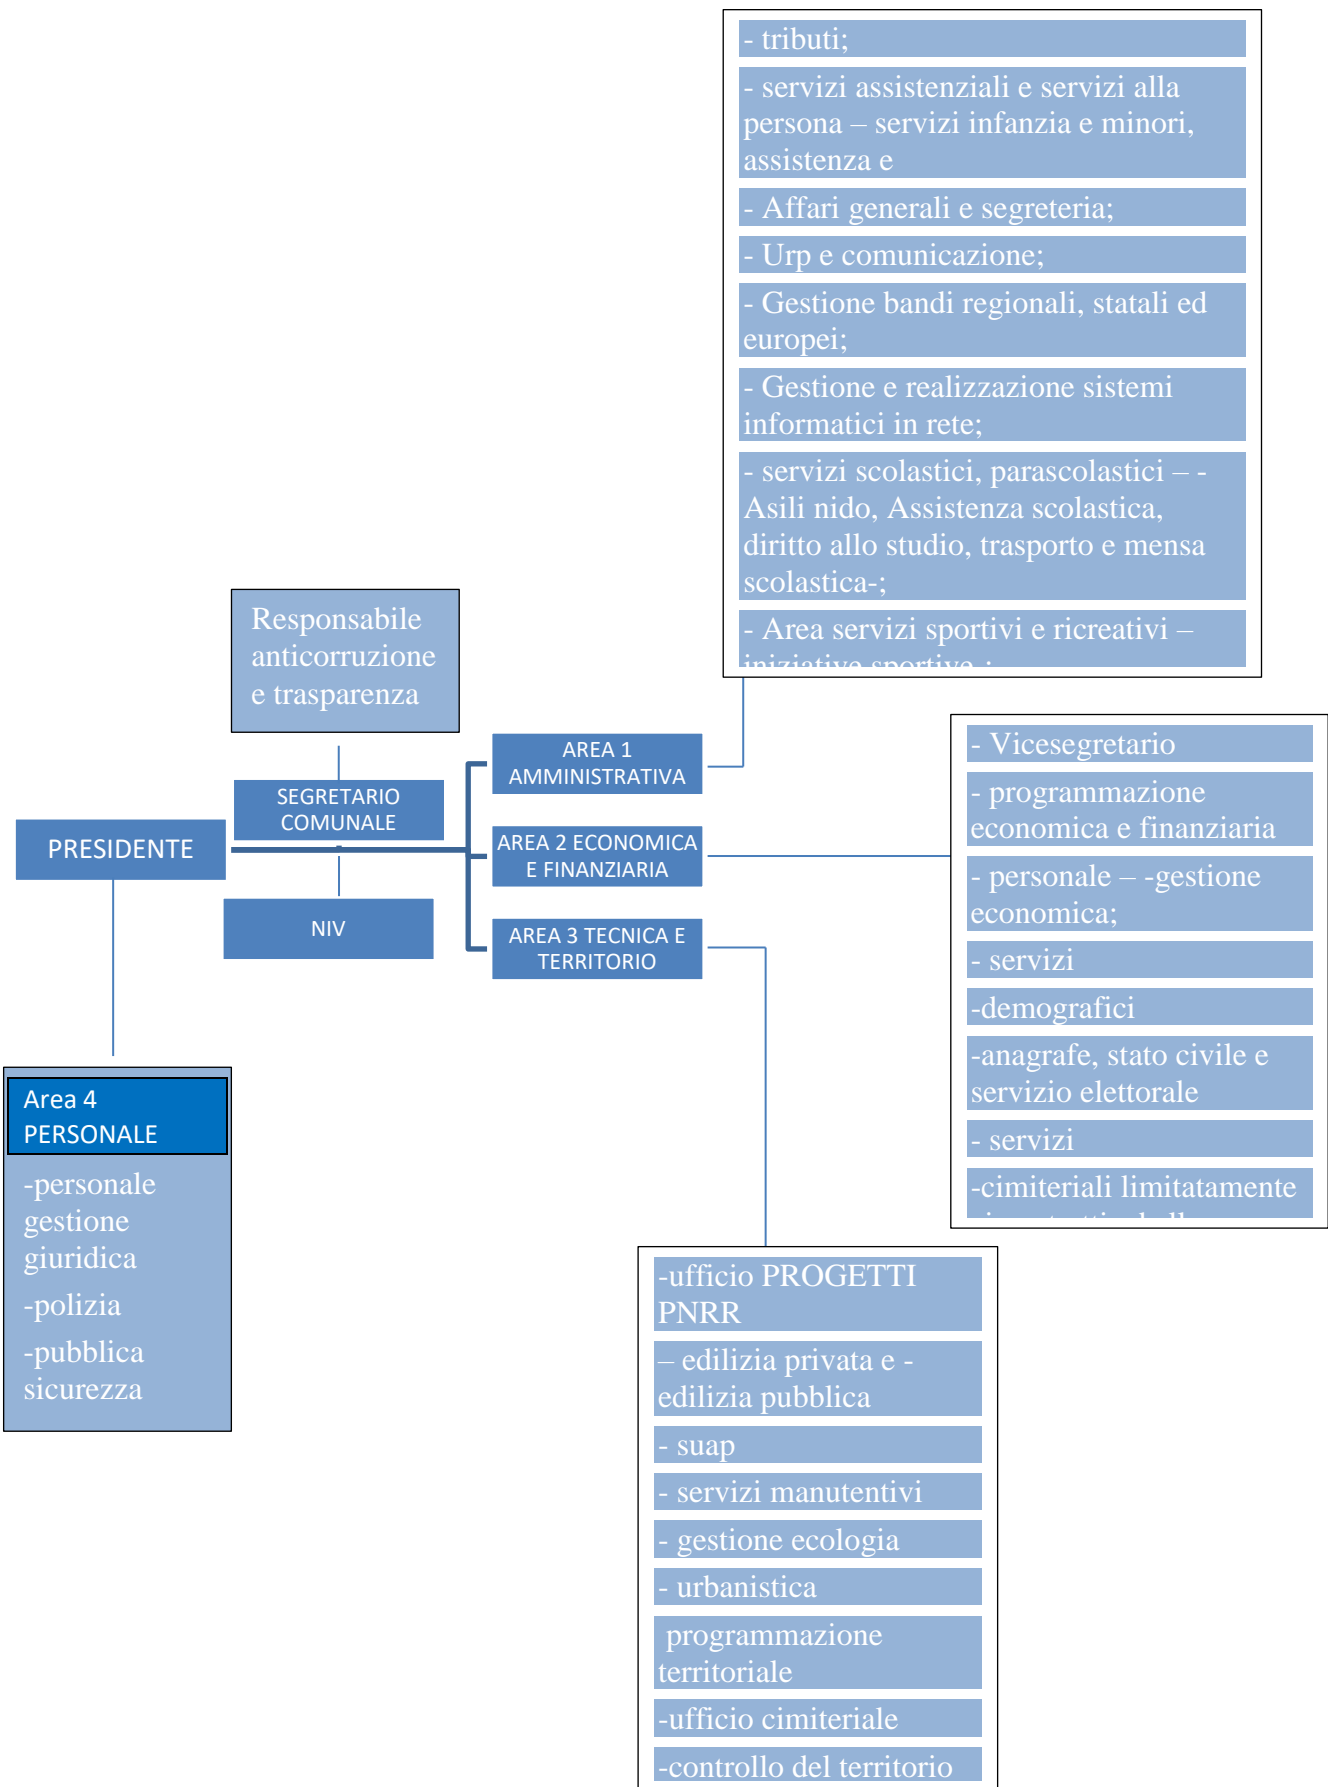 - tributi;
- servizi assistenziali e servizi alla
persona – servizi infanzia e minori,
assistenza e
- Affari generali e segreteria;
- Urp e comunicazione;
- Gestione bandi regionali, statali ed
europei;
- Gestione e realizzazione sistemi
informatici in rete;
- servizi scolastici, parascolastici – -
Asili nido, Assistenza scolastica,
diritto allo studio, trasporto e mensa
scolastica-;
- Area servizi sportivi e ricreativi –
iniziative sportive-;
Responsabile
anticorruzione
e trasparenza
SEGRETARIO
COMUNALE
PRESIDENTE
NIV
AREA 1
AMMINISTRATIVA
AREA 2 ECONOMICA
E FINANZIARIA
AREA 3 TECNICA E
TERRITORIO
- Vicesegretario
- programmazione
economica e finanziaria
- personale – -gestione
economica;
- servizi
-demografici
-anagrafe, stato civile e
servizio elettorale
- servizi
-cimiteriali limitatamente
Area 4
PERSONALE
-personale
gestione
giuridica
-polizia
-pubblica
sicurezza
-ufficio PROGETTI
PNRR
– edilizia privata e -
edilizia pubblica
- suap
- servizi manutentivi
- gestione ecologia
- urbanistica
programmazione
territoriale
-ufficio cimiteriale
-controllo del territorio